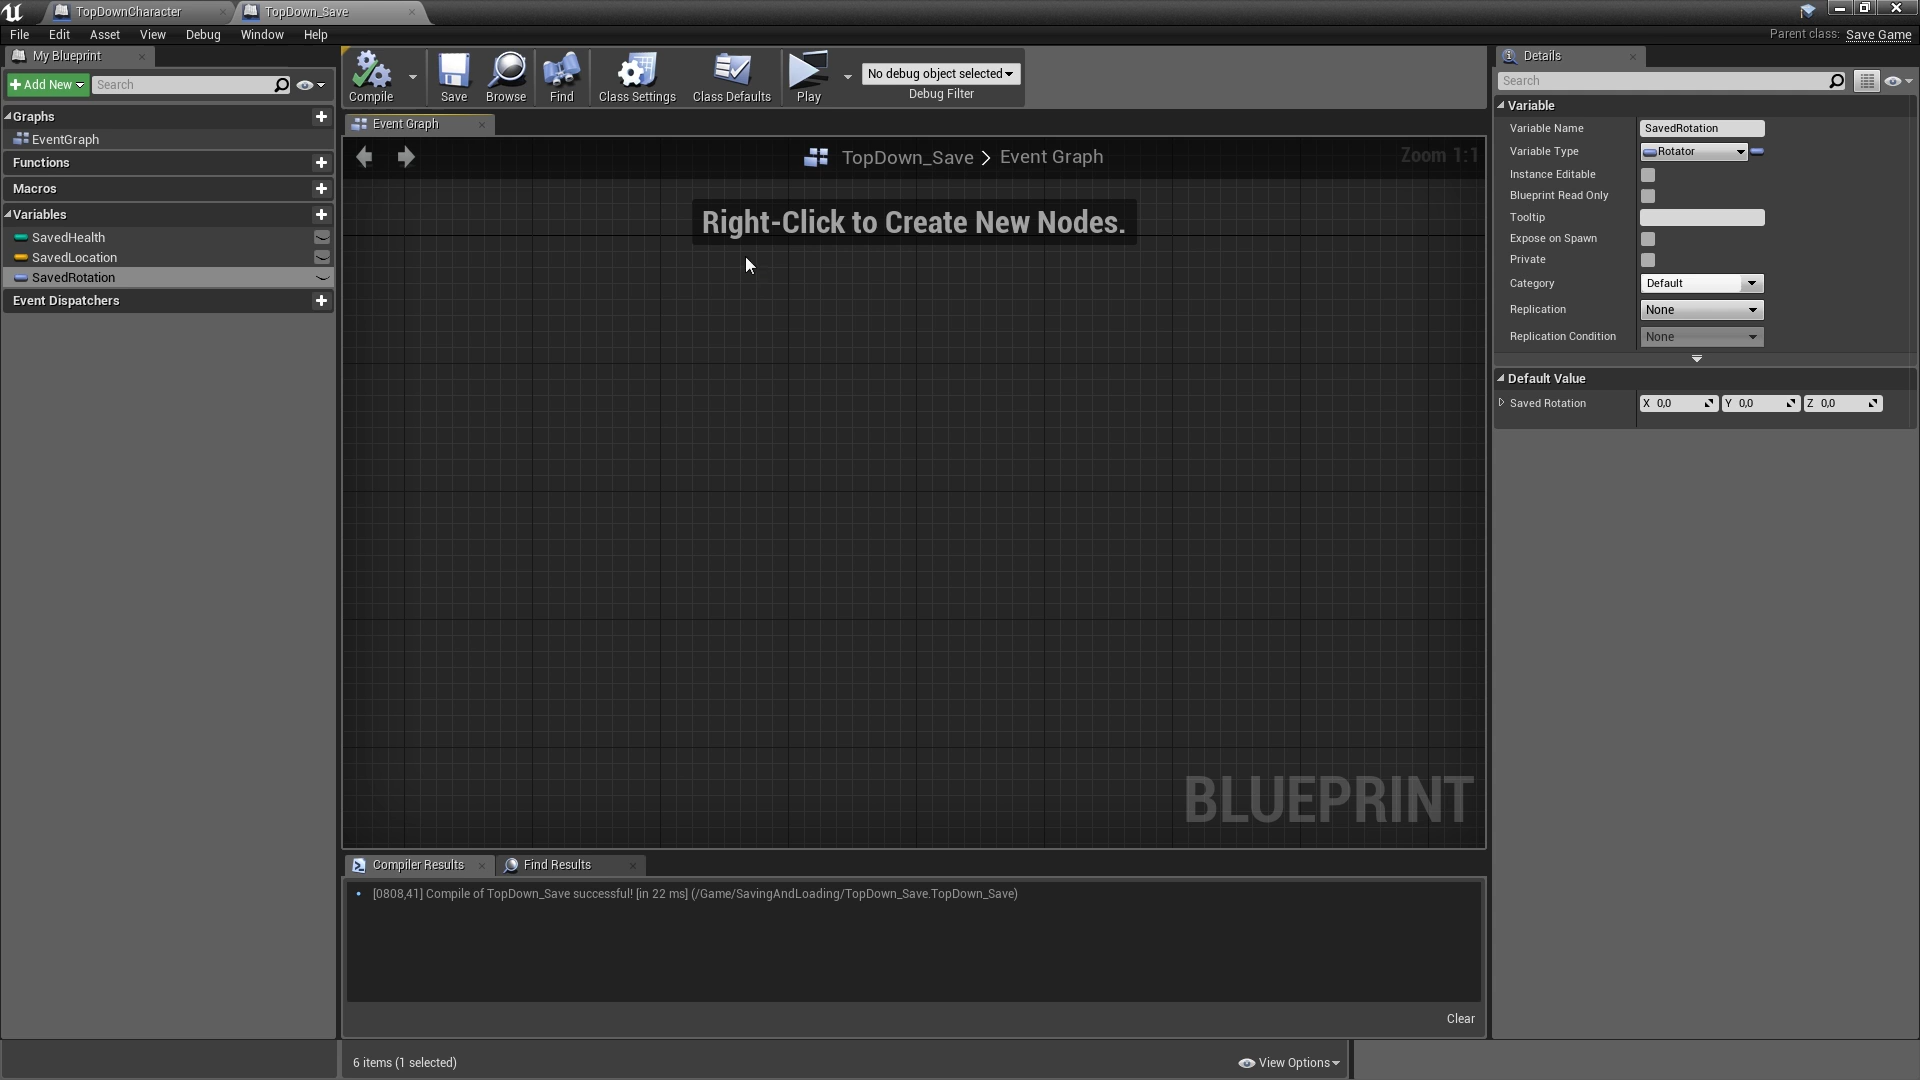 TopDownCharacter
TopDown_Save
File Edit Asset View Debug Window Help
Parent class: Save Game
My Blueprint
Add New
Search
Graphs
EventGraph
Functions
Macros
Variables
SavedHealth
SavedLocation
SavedRotation
Event Dispatchers
Compile
Save
Browse
Find
Class Settings
Class Defaults
Play
No debug object selected
Debug Filter
Event Graph
TopDown_Save > Event Graph
Zoom 1:1
Right-Click to Create New Nodes.
BLUEPRINT
Compiler Results
Find Results
[0808,41] Compile of TopDown_Save successful! [in 22 ms] (/Game/SavingAndLoading/TopDown_Save.TopDown_Save)
Clear
6 items (1 selected)
View Options
Details
Search
Variable
Variable Name SavedRotation
Variable Type Rotator
Instance Editable
Blueprint Read Only
Tooltip
Expose on Spawn
Private
Category Default
Replication None
Replication Condition None
Default Value
Saved Rotation X 0,0 Y 0,0 Z 0,0